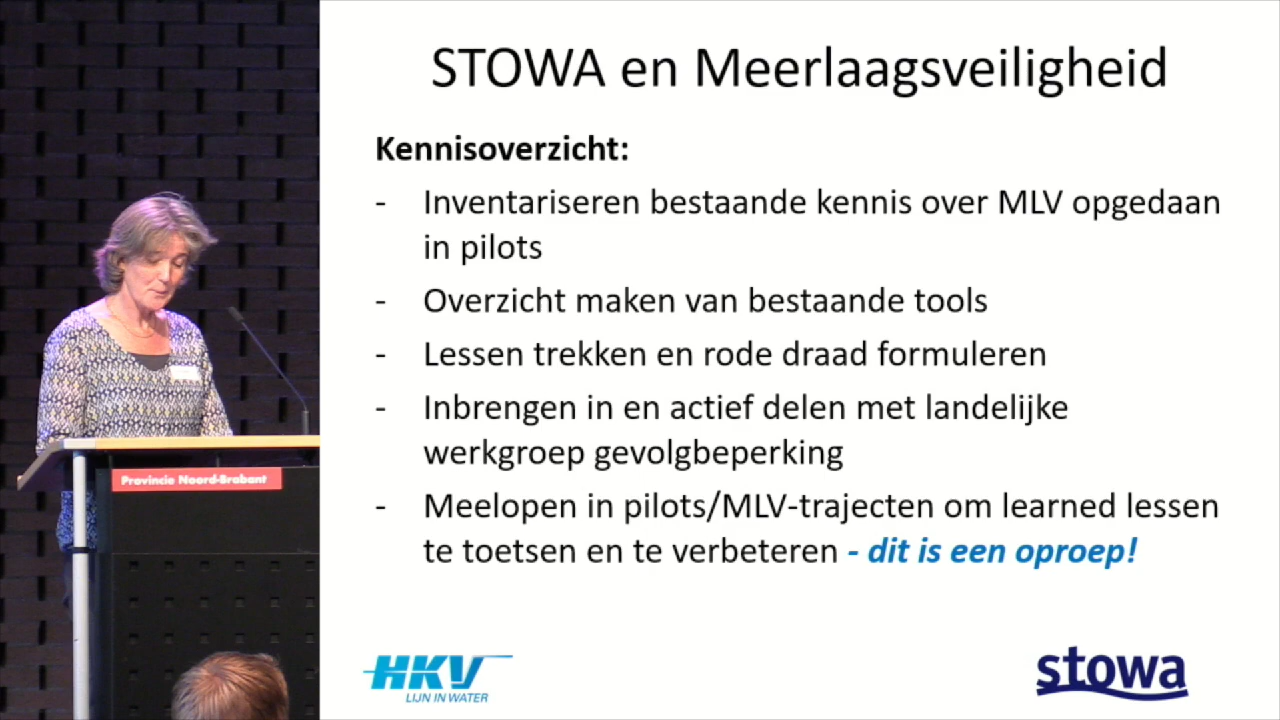 STOWA en Meerlaagsveiligheid
Kennisoverzicht:
- Inventariseren bestaande kennis over MLV opgedaan
in pilots
- Overzicht maken van bestaande tools
- Lessen trekken en rode draad formuleren
- Inbrengen in en actief delen met landelijke
werkgroep gevolgbeperking
- Meelopen in pilots/MLV-trajecten om learned lessen
te toetsen en te verbeteren - dit is een oproep!
Provincie Noord-Brabant
HKV
LIJN IN WATER
stowa